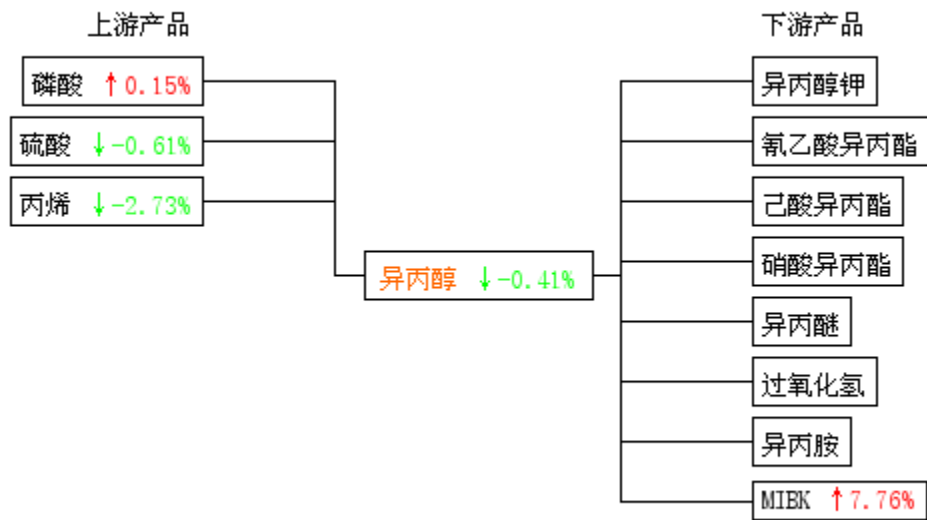 上游产品
磷酸 ↑0.15%
硫酸 ↓-0.61%
丙烯 ↓-2.73%
异丙醇 ↓-0.41%
下游产品
异丙醇钾
氰乙酸异丙酯
己酸异丙酯
硝酸异丙酯
异丙醚
过氧化氢
异丙胺
MIBK ↑7.76%